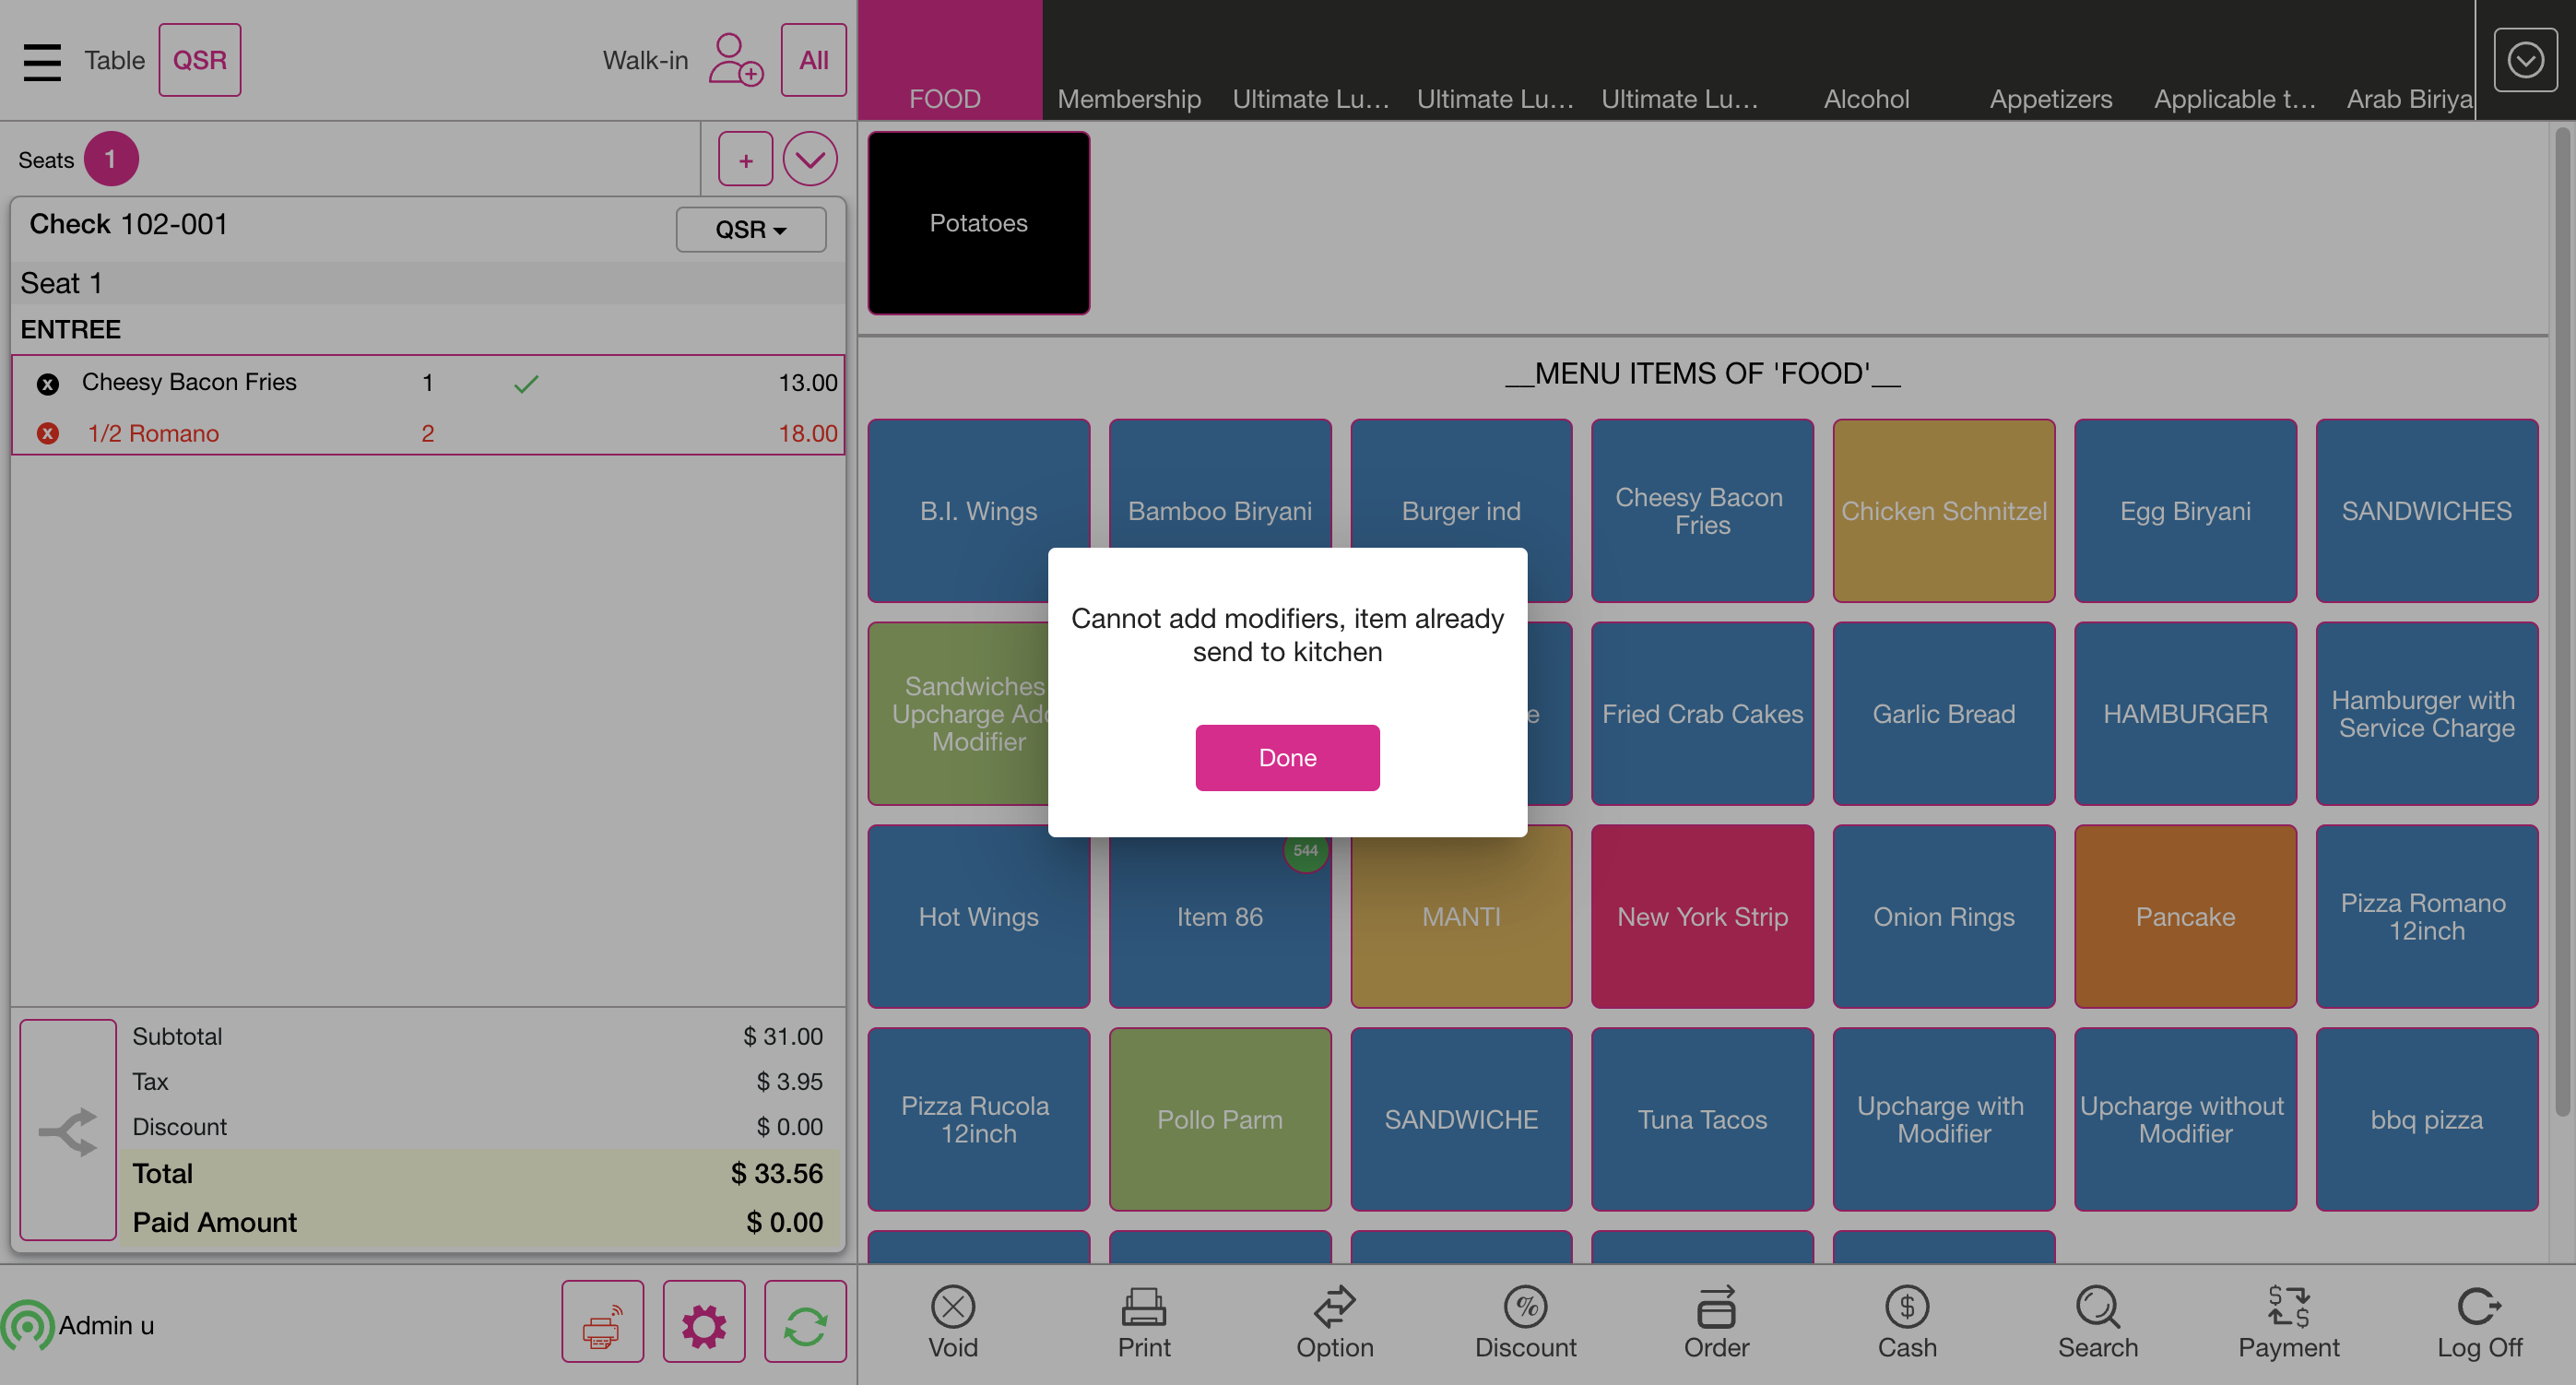 Table QSR Walk-in All
FOOD Membership Ultimate Lu... Ultimate Lu... Ultimate Lu... Alcohol Appetizers Applicable t... Arab Biriya
Seats 1 +
Check 102-001 QSR
Seat 1
ENTREE
x Cheesy Bacon Fries 1 13.00
x 1/2 Romano 2 18.00
Subtotal $ 31.00
Tax $ 3.95
Discount $ 0.00
Total $ 33.56
Paid Amount $ 0.00
Admin u
Potatoes
__MENU ITEMS OF 'FOOD'__
B.I. Wings
Bamboo Biryani
Burger ind
Cheesy Bacon
Fries
Chicken Schnitzel
Egg Biryani
SANDWICHES
Sandwiches
Upcharge Add
Modifier
e
Fried Crab Cakes
Garlic Bread
HAMBURGER
Hamburger with
Service Charge
Cannot add modifiers, item already
send to kitchen
Done
Hot Wings
544
Item 86
MANTI
New York Strip
Onion Rings
Pancake
Pizza Romano
12inch
Pizza Rucola
12inch
Pollo Parm
SANDWICHE
Tuna Tacos
Upcharge with
Modifier
Upcharge without
Modifier
bbq pizza
Void Print Option Discount Order Cash Search Payment Log Off